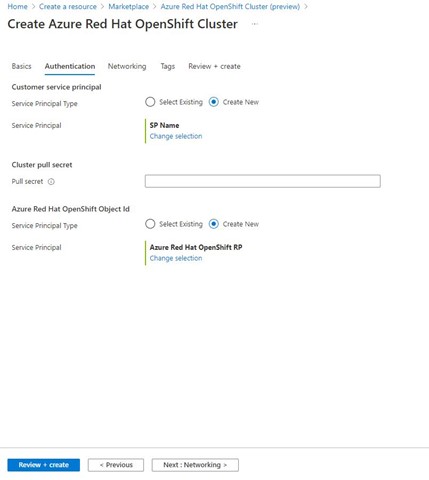 Home > Create a resource > Marketplace > Azure Red Hat OpenShift Cluster (preview) >
Create Azure Red Hat OpenShift Cluster ...
Basics Authentication Networking Tags Review + create
Customer service principal
Service Principal Type Select Existing Create New
Service Principal SP Name
Change selection
Cluster pull secret
Pull secret
Azure Red Hat OpenShift Object Id
Service Principal Type Select Existing Create New
Service Principal Azure Red Hat OpenShift RP
Change selection
Review + create < Previous Next : Networking >